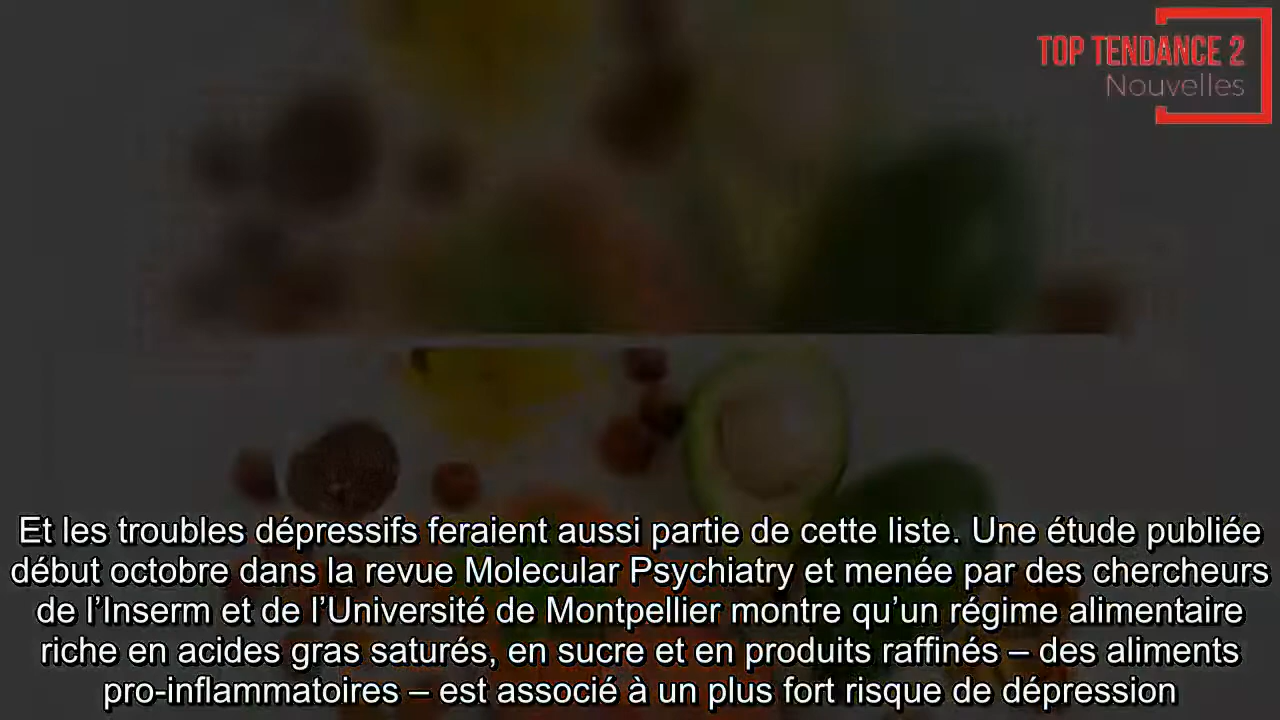 TOP TENDANCE 2
Nouvelles
Et les troubles dépressifs feraient aussi partie de cette liste. Une étude publiée
début octobre dans la revue Molecular Psychiatry et menée par des chercheurs
de l’Inserm et de l’Université de Montpellier montre qu’un régime alimentaire
riche en acides gras saturés, en sucre et en produits raffinés – des aliments
pro-inflammatoires – est associé à un plus fort risque de dépression